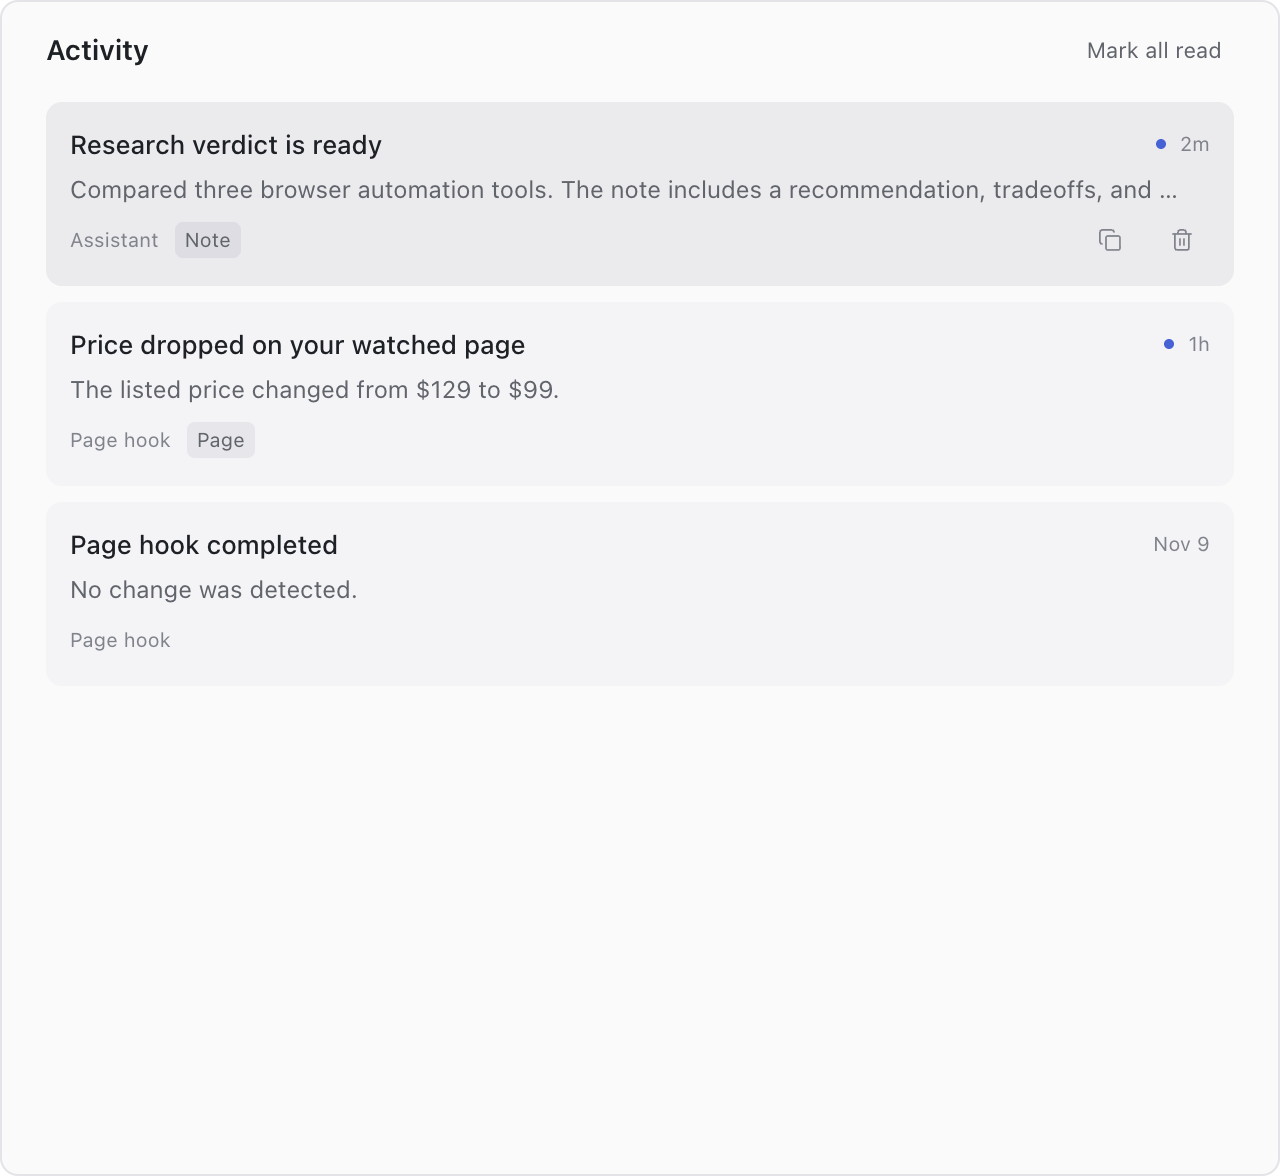 Activity
Mark all read
Research verdict is ready
2m
Compared three browser automation tools. The note includes a recommendation, tradeoffs, and ...
Assistant
Note
Price dropped on your watched page
1h
The listed price changed from $129 to $99.
Page hook
Page
Page hook completed
Nov 9
No change was detected.
Page hook